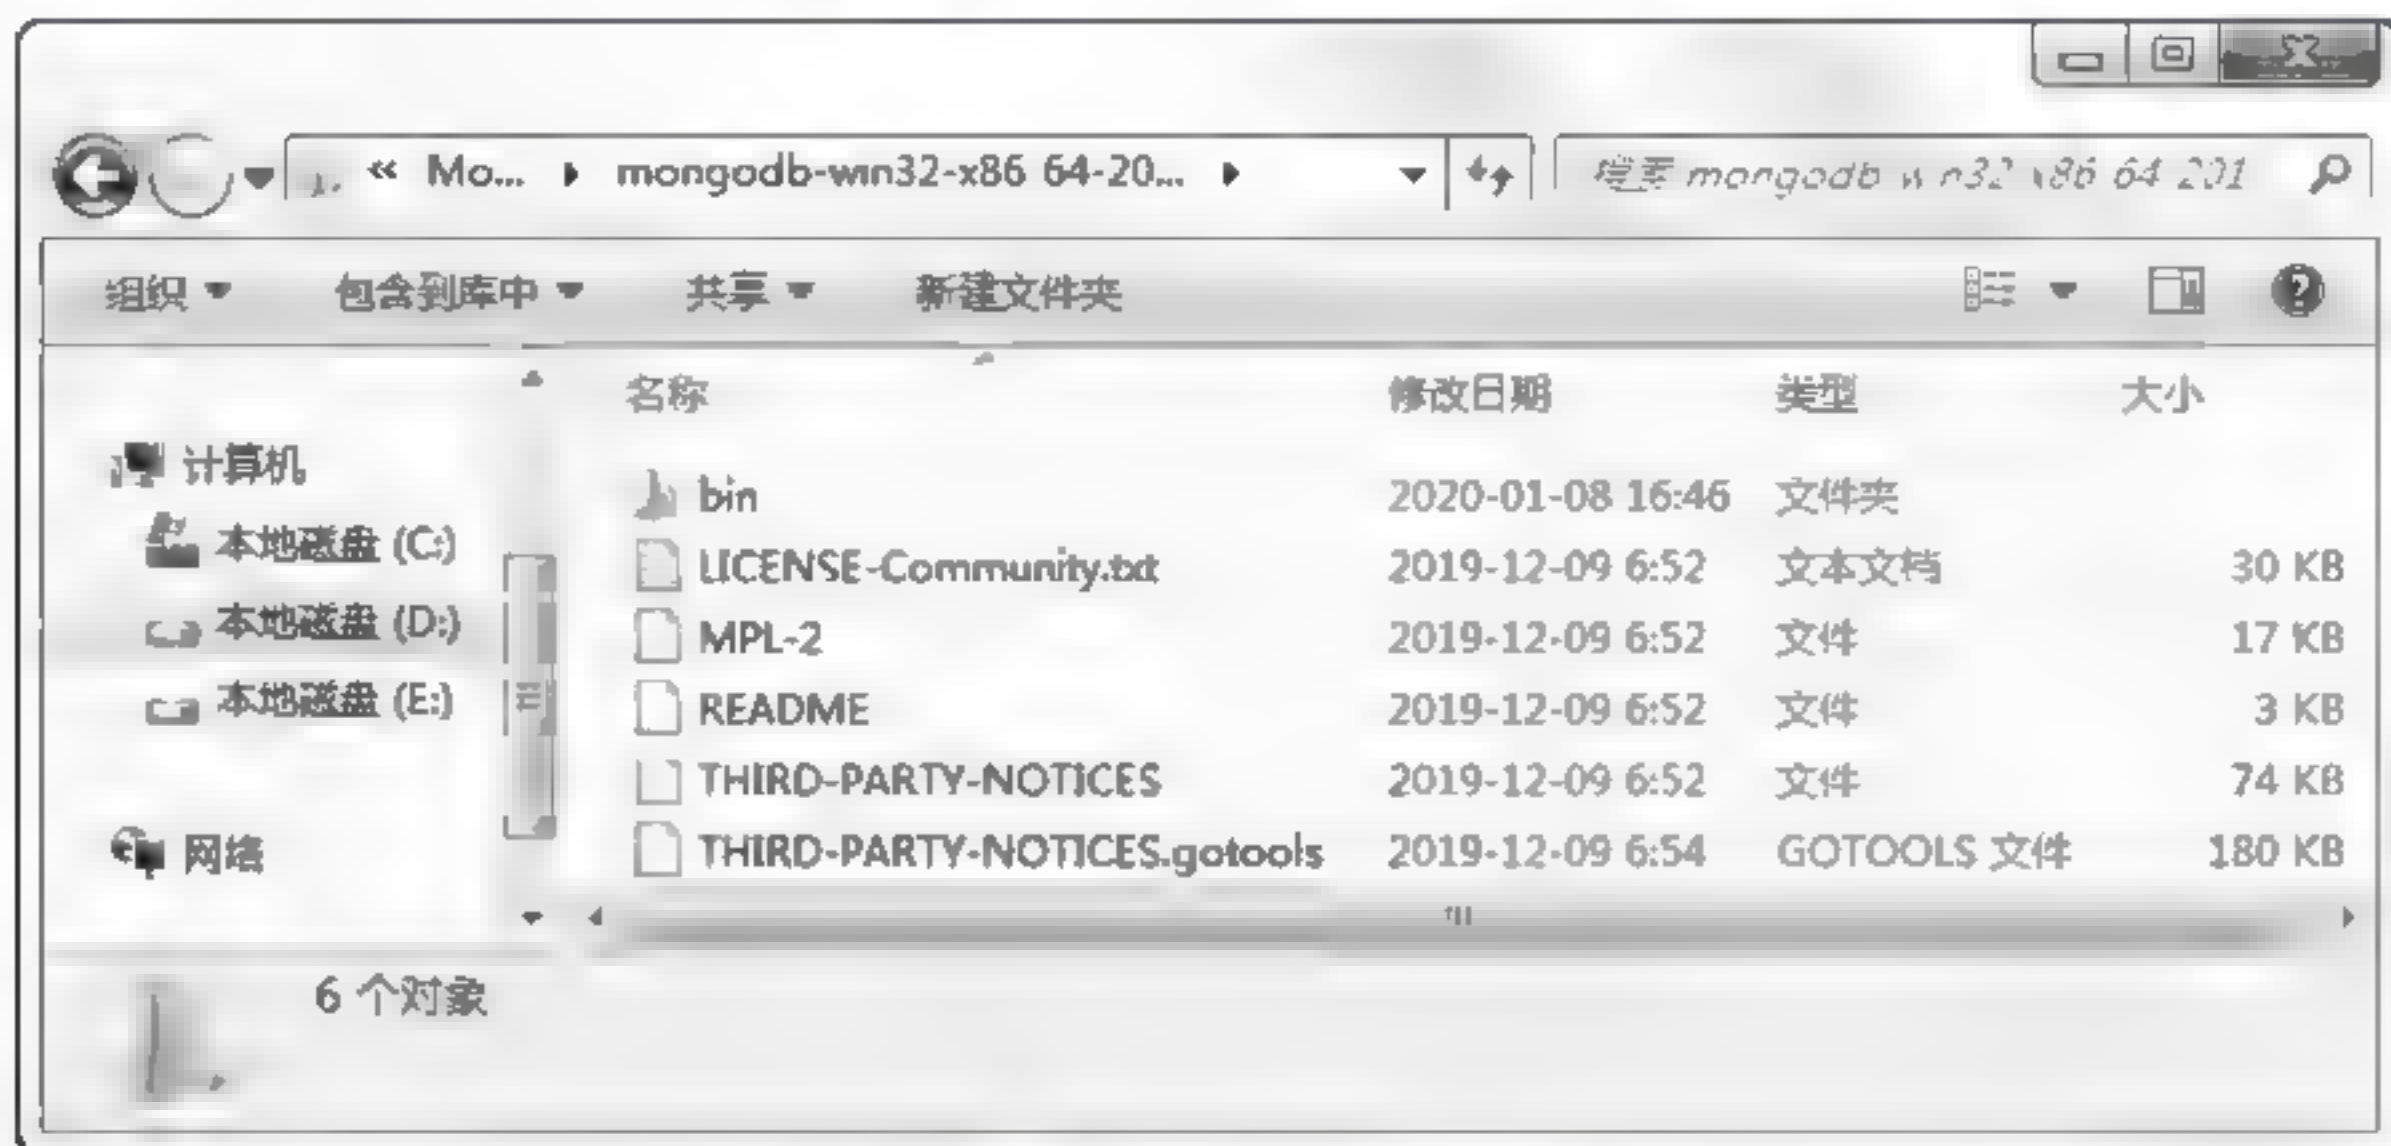 « Mo... ▶ mongodb-win32-x86 64-20... ▶ mongodb 64 201
组织 包含到库中 共享 新建文件夹
名称 修改日期 类型 大小
计算机
本地磁盘 (C:)
本地磁盘 (D:)
本地磁盘 (E:)
网络
bin 2020-01-08 16:46 文件夹
LICENSE-Community.txt 2019-12-09 6:52 文本文档 30 KB
MPL-2 2019-12-09 6:52 文件 17 KB
README 2019-12-09 6:52 文件 3 KB
THIRD-PARTY-NOTICES 2019-12-09 6:52 文件 74 KB
THIRD-PARTY-NOTICES.gotools 2019-12-09 6:54 GOTOOLS 文件 180 KB
6 个对象